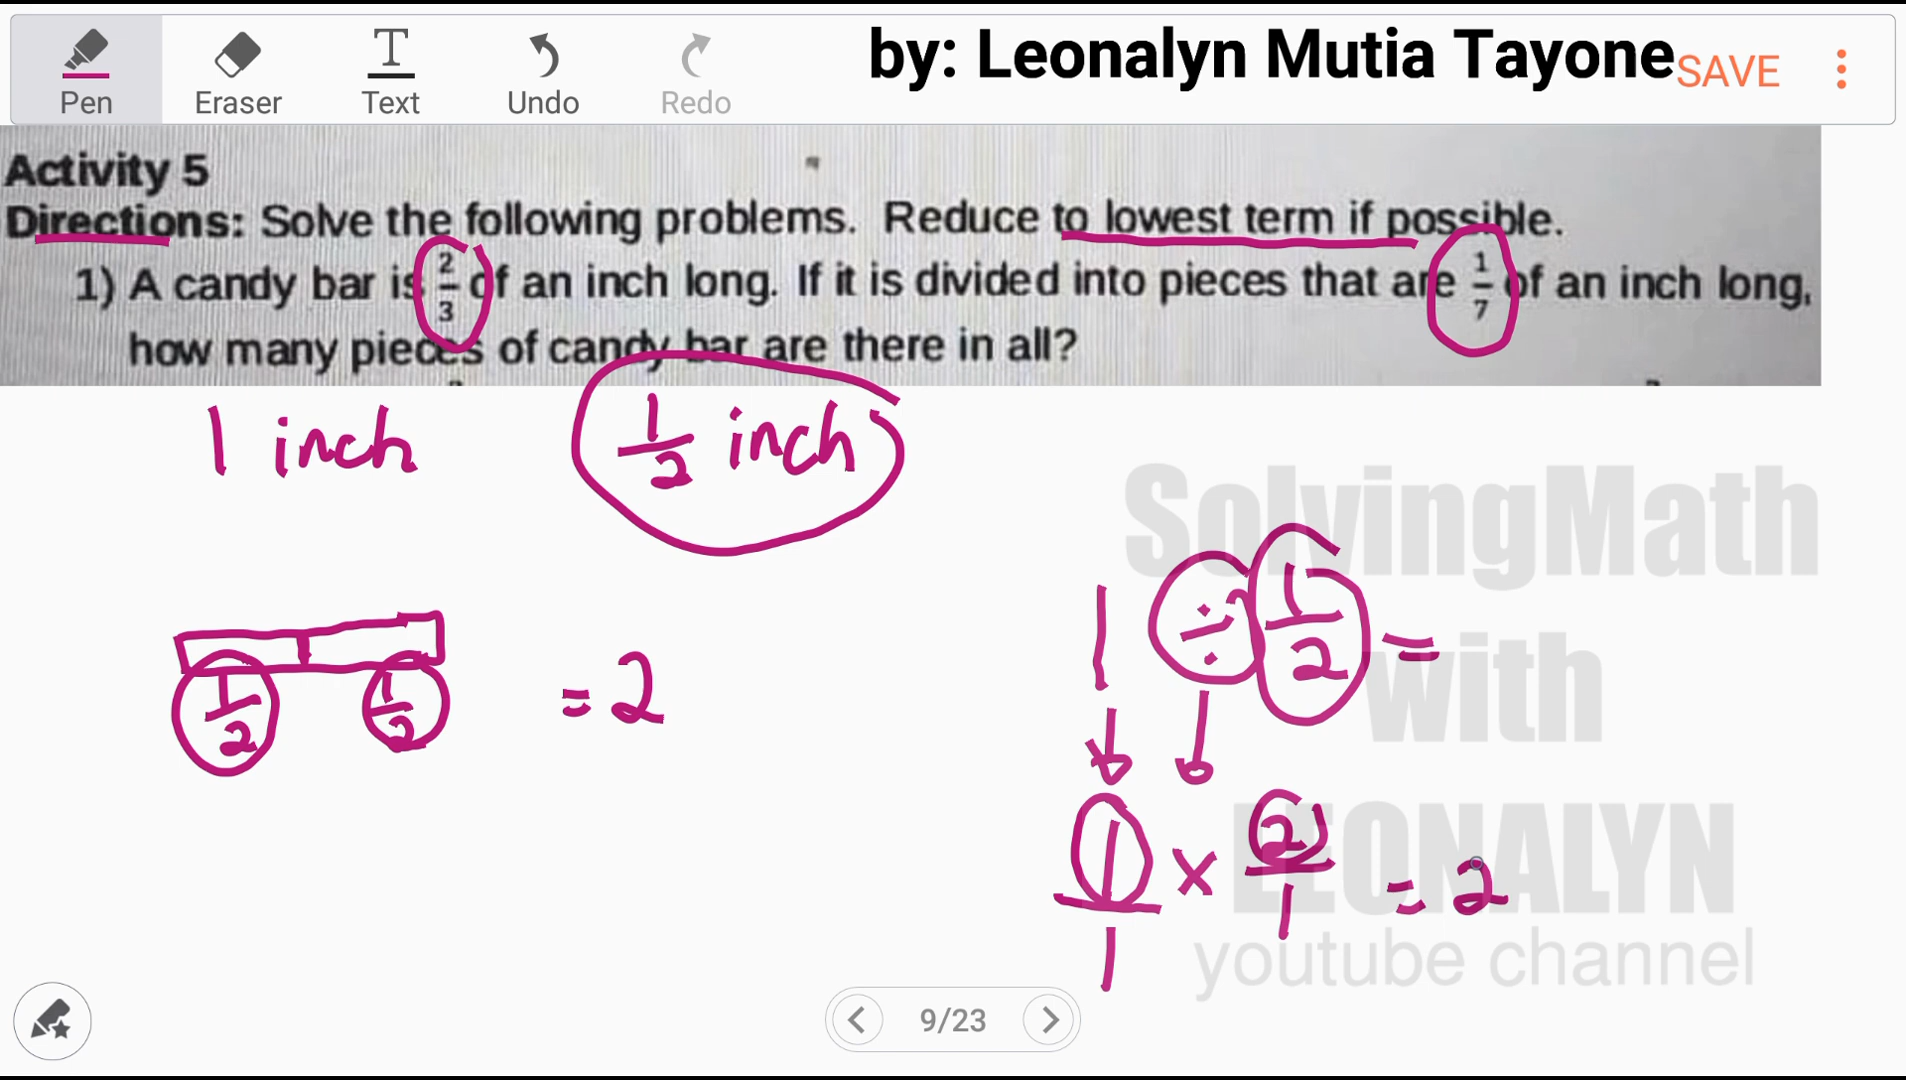 by: Leonalyn Mutia Tayone
Pen
Eraser
T
Text
Undo
Redo
SAVE
Activity 5
Directions: Solve the following problems. Reduce to lowest term if possible.
1) A candy bar is 2/3 of an inch long. If it is divided into pieces that are 1/7 of an inch long,
how many pieces of candy bar are there in all?
1 inch
1/2 inch
SolvingMath
with
LEONALYN
youtube channel
1 ÷ 1/2 =
1/2 1/2 = 2
1/1 x 2/1 = 2
9/23